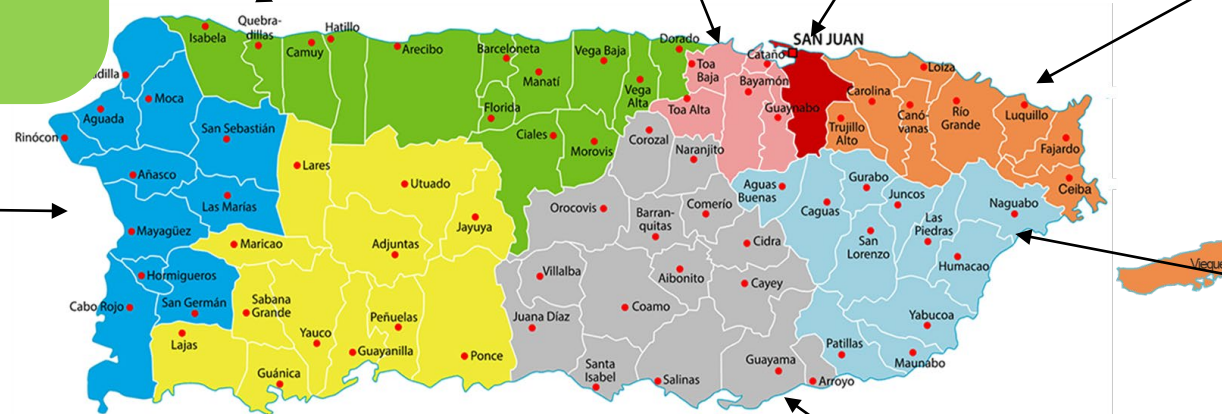 Isabela
Quebra-
dillas
Camuy
Hatillo
Arecibo
Barceloneta
Manatí
Vega Baja
Vega
Alta
Dorado
Toa
Baja
Cataño
SAN JUAN
Bayamón
Toa Alta
Guaynabo
Carolina
Loíza
Trujillo
Alto
Canó-
vanas
Río
Grande
Luquillo
Fajardo
Ceiba
dilla
Moca
Aguada
Rincón
San Sebastián
Añasco
Las Marías
Mayagüez
Hormigueros
Cabo Rojo
San Germán
Lajas
Lares
Utuado
Maricao
Adjuntas
Jayuya
Sabana
Grande
Yauco
Guánica
Peñuelas
Guayanilla
Ponce
Florida
Ciales
Morovis
Corozal
Naranjito
Orocovis
Barran-
quitas
Comerío
Aguas
Buenas
Cidra
Villalba
Aibonito
Cayey
Juana Díaz
Coamo
Santa
Isabel
Salinas
Guayama
Arroyo
Caguas
Gurabo
Juncos
San
Lorenzo
Las
Piedras
Naguabo
Humacao
Yabucoa
Patillas
Maunabo
Vieque